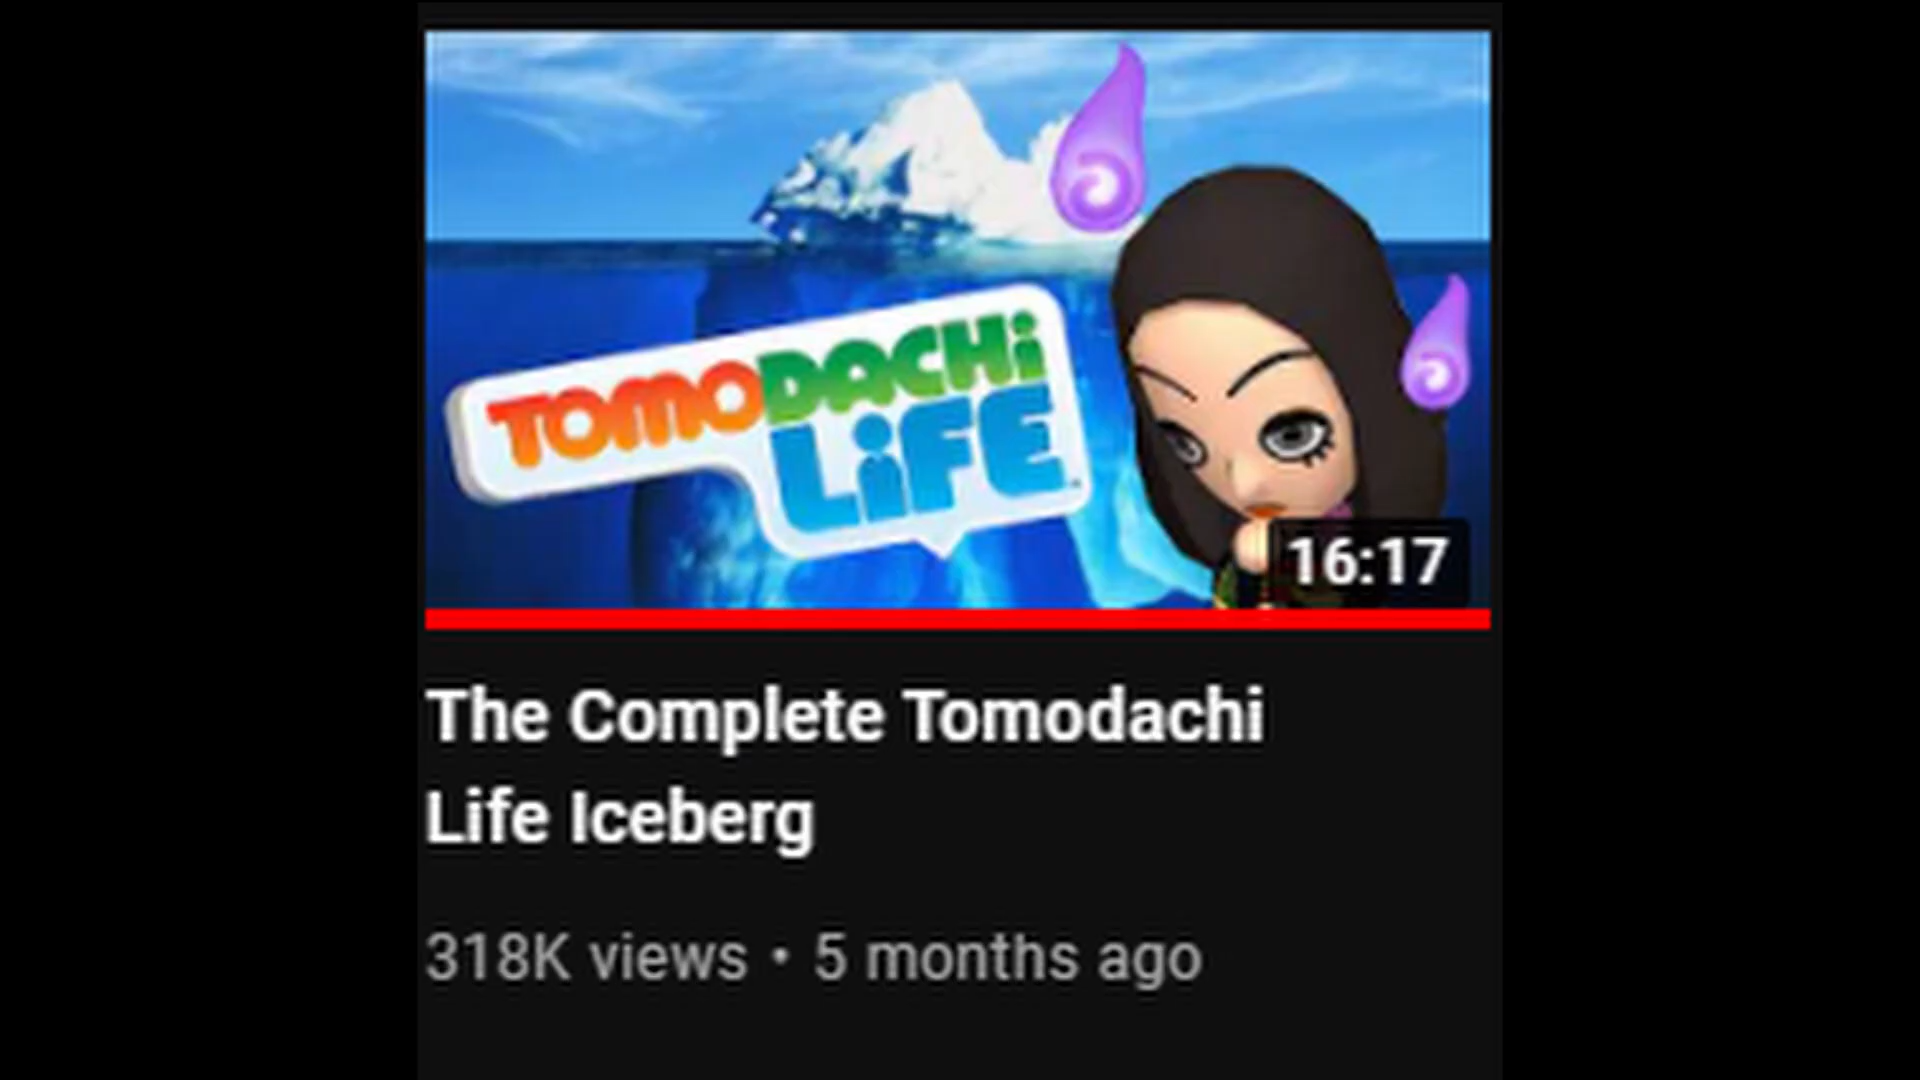 TOMODACHi
LiFE
16:17
The Complete Tomodachi
Life Iceberg
318K views • 5 months ago